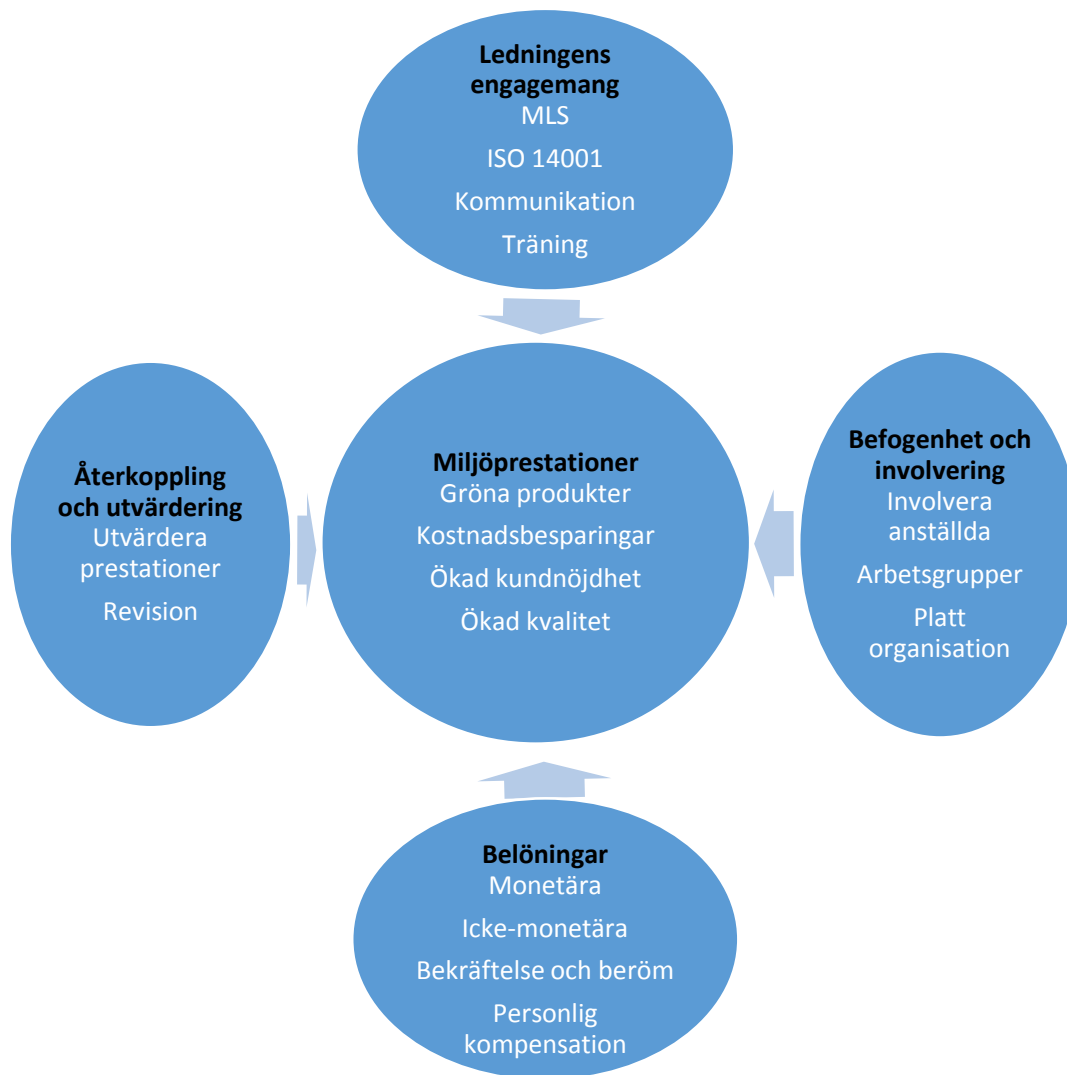 Ledningens
engagemang
MLS
ISO 14001
Kommunikation
Träning
Återkoppling
och utvärdering
Utvärdera
prestationer
Revision
Miljöprestationer
Gröna produkter
Kostnadsbesparingar
Ökad kundnöjdhet
Ökad kvalitet
Befogenhet och
involvering
Involvera
anställda
Arbetsgrupper
Platt
organisation
Belöningar
Monetära
Icke-monetära
Bekräftelse och beröm
Personlig
kompensation